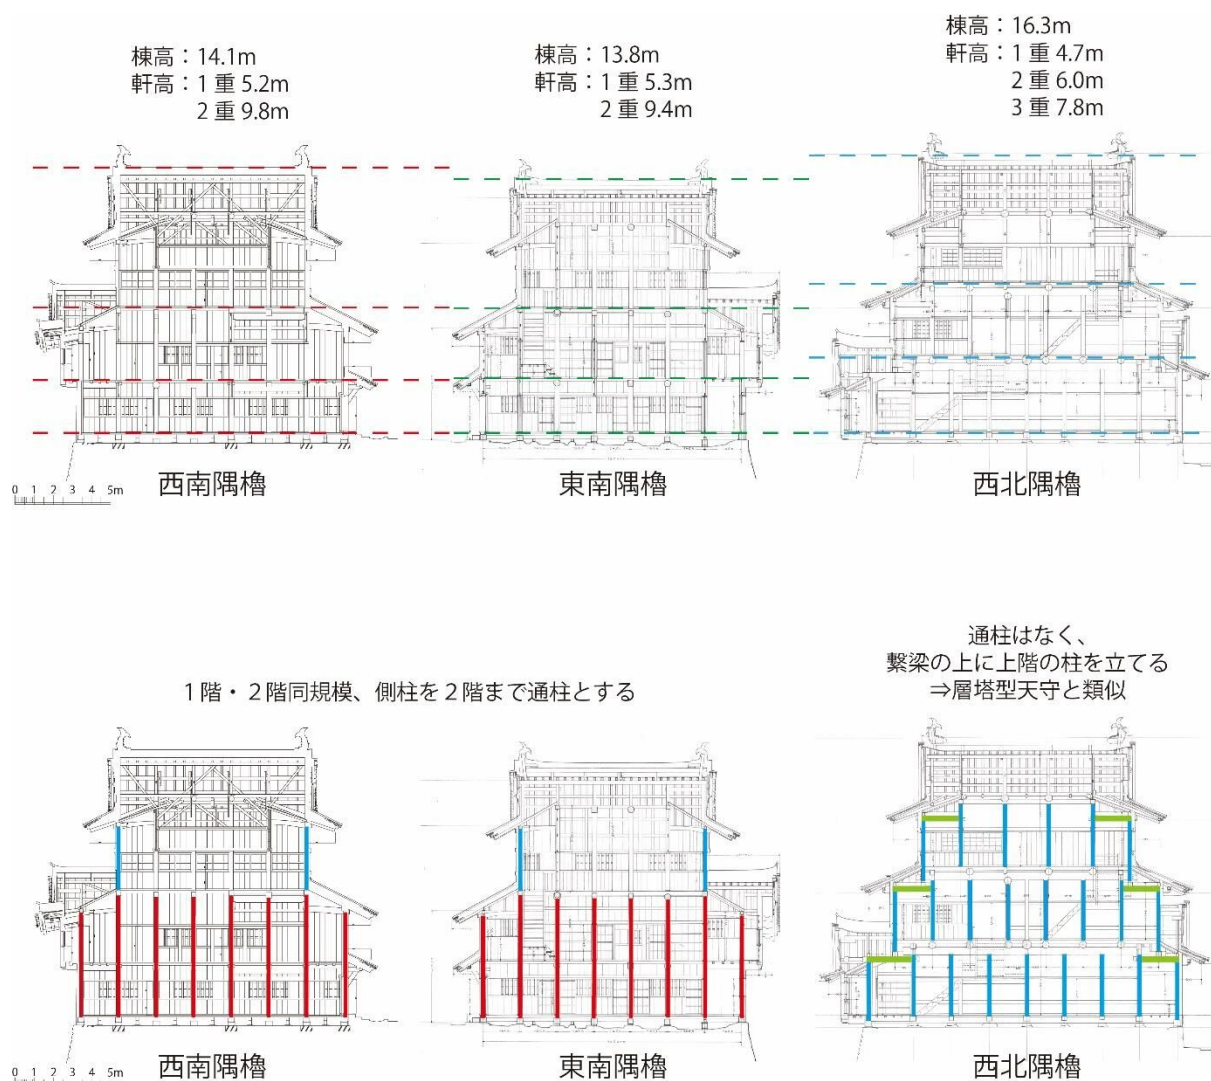 棟高：14.1m
軒高：1 重 5.2m
2 重 9.8m
棟高：13.8m
軒高：1 重 5.3m
2 重 9.4m
棟高：16.3m
軒高：1 重 4.7m
2 重 6.0m
3 重 7.8m
西南隅櫓
東南隅櫓
西北隅櫓
0 1 2 3 4 5m
1階・2階同規模、側柱を2階まで通柱とする
通柱はなく、
繋梁の上に上階の柱を立てる
⇒層塔型天守と類似
西南隅櫓
東南隅櫓
西北隅櫓
0 1 2 3 4 5m